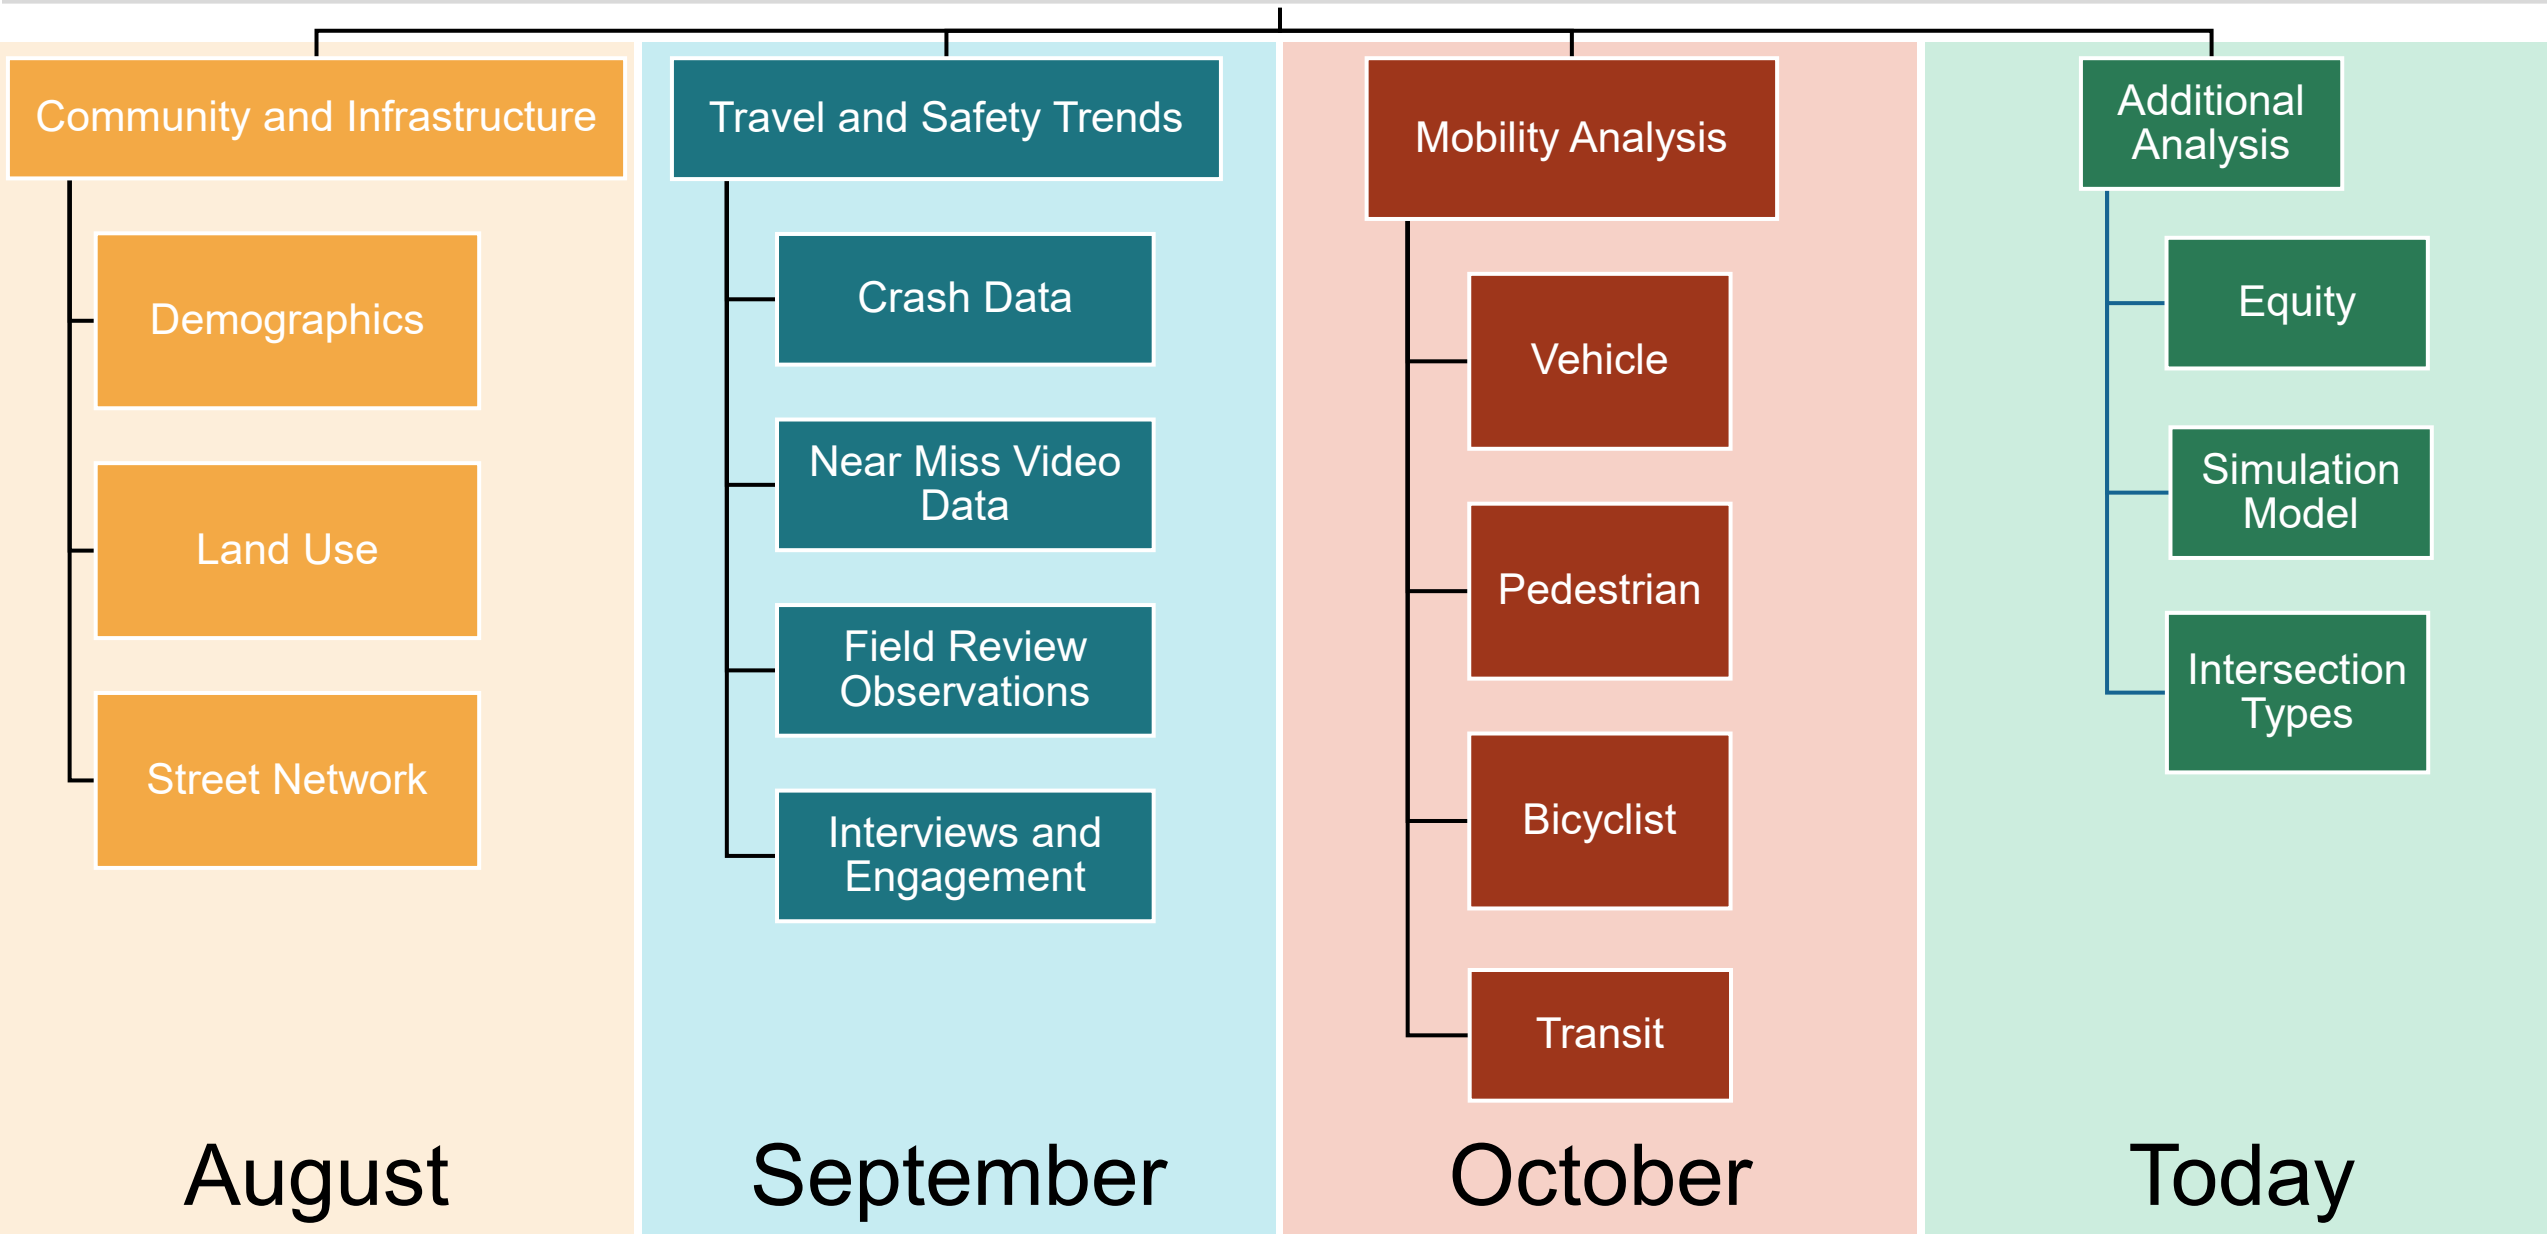 Community and Infrastructure
Demographics
Land Use
Street Network
August
Travel and Safety Trends
Crash Data
Near Miss Video
Data
Field Review
Observations
Interviews and
Engagement
September
Mobility Analysis
Vehicle
Pedestrian
Bicyclist
Transit
October
Additional
Analysis
Equity
Simulation
Model
Intersection
Types
Today